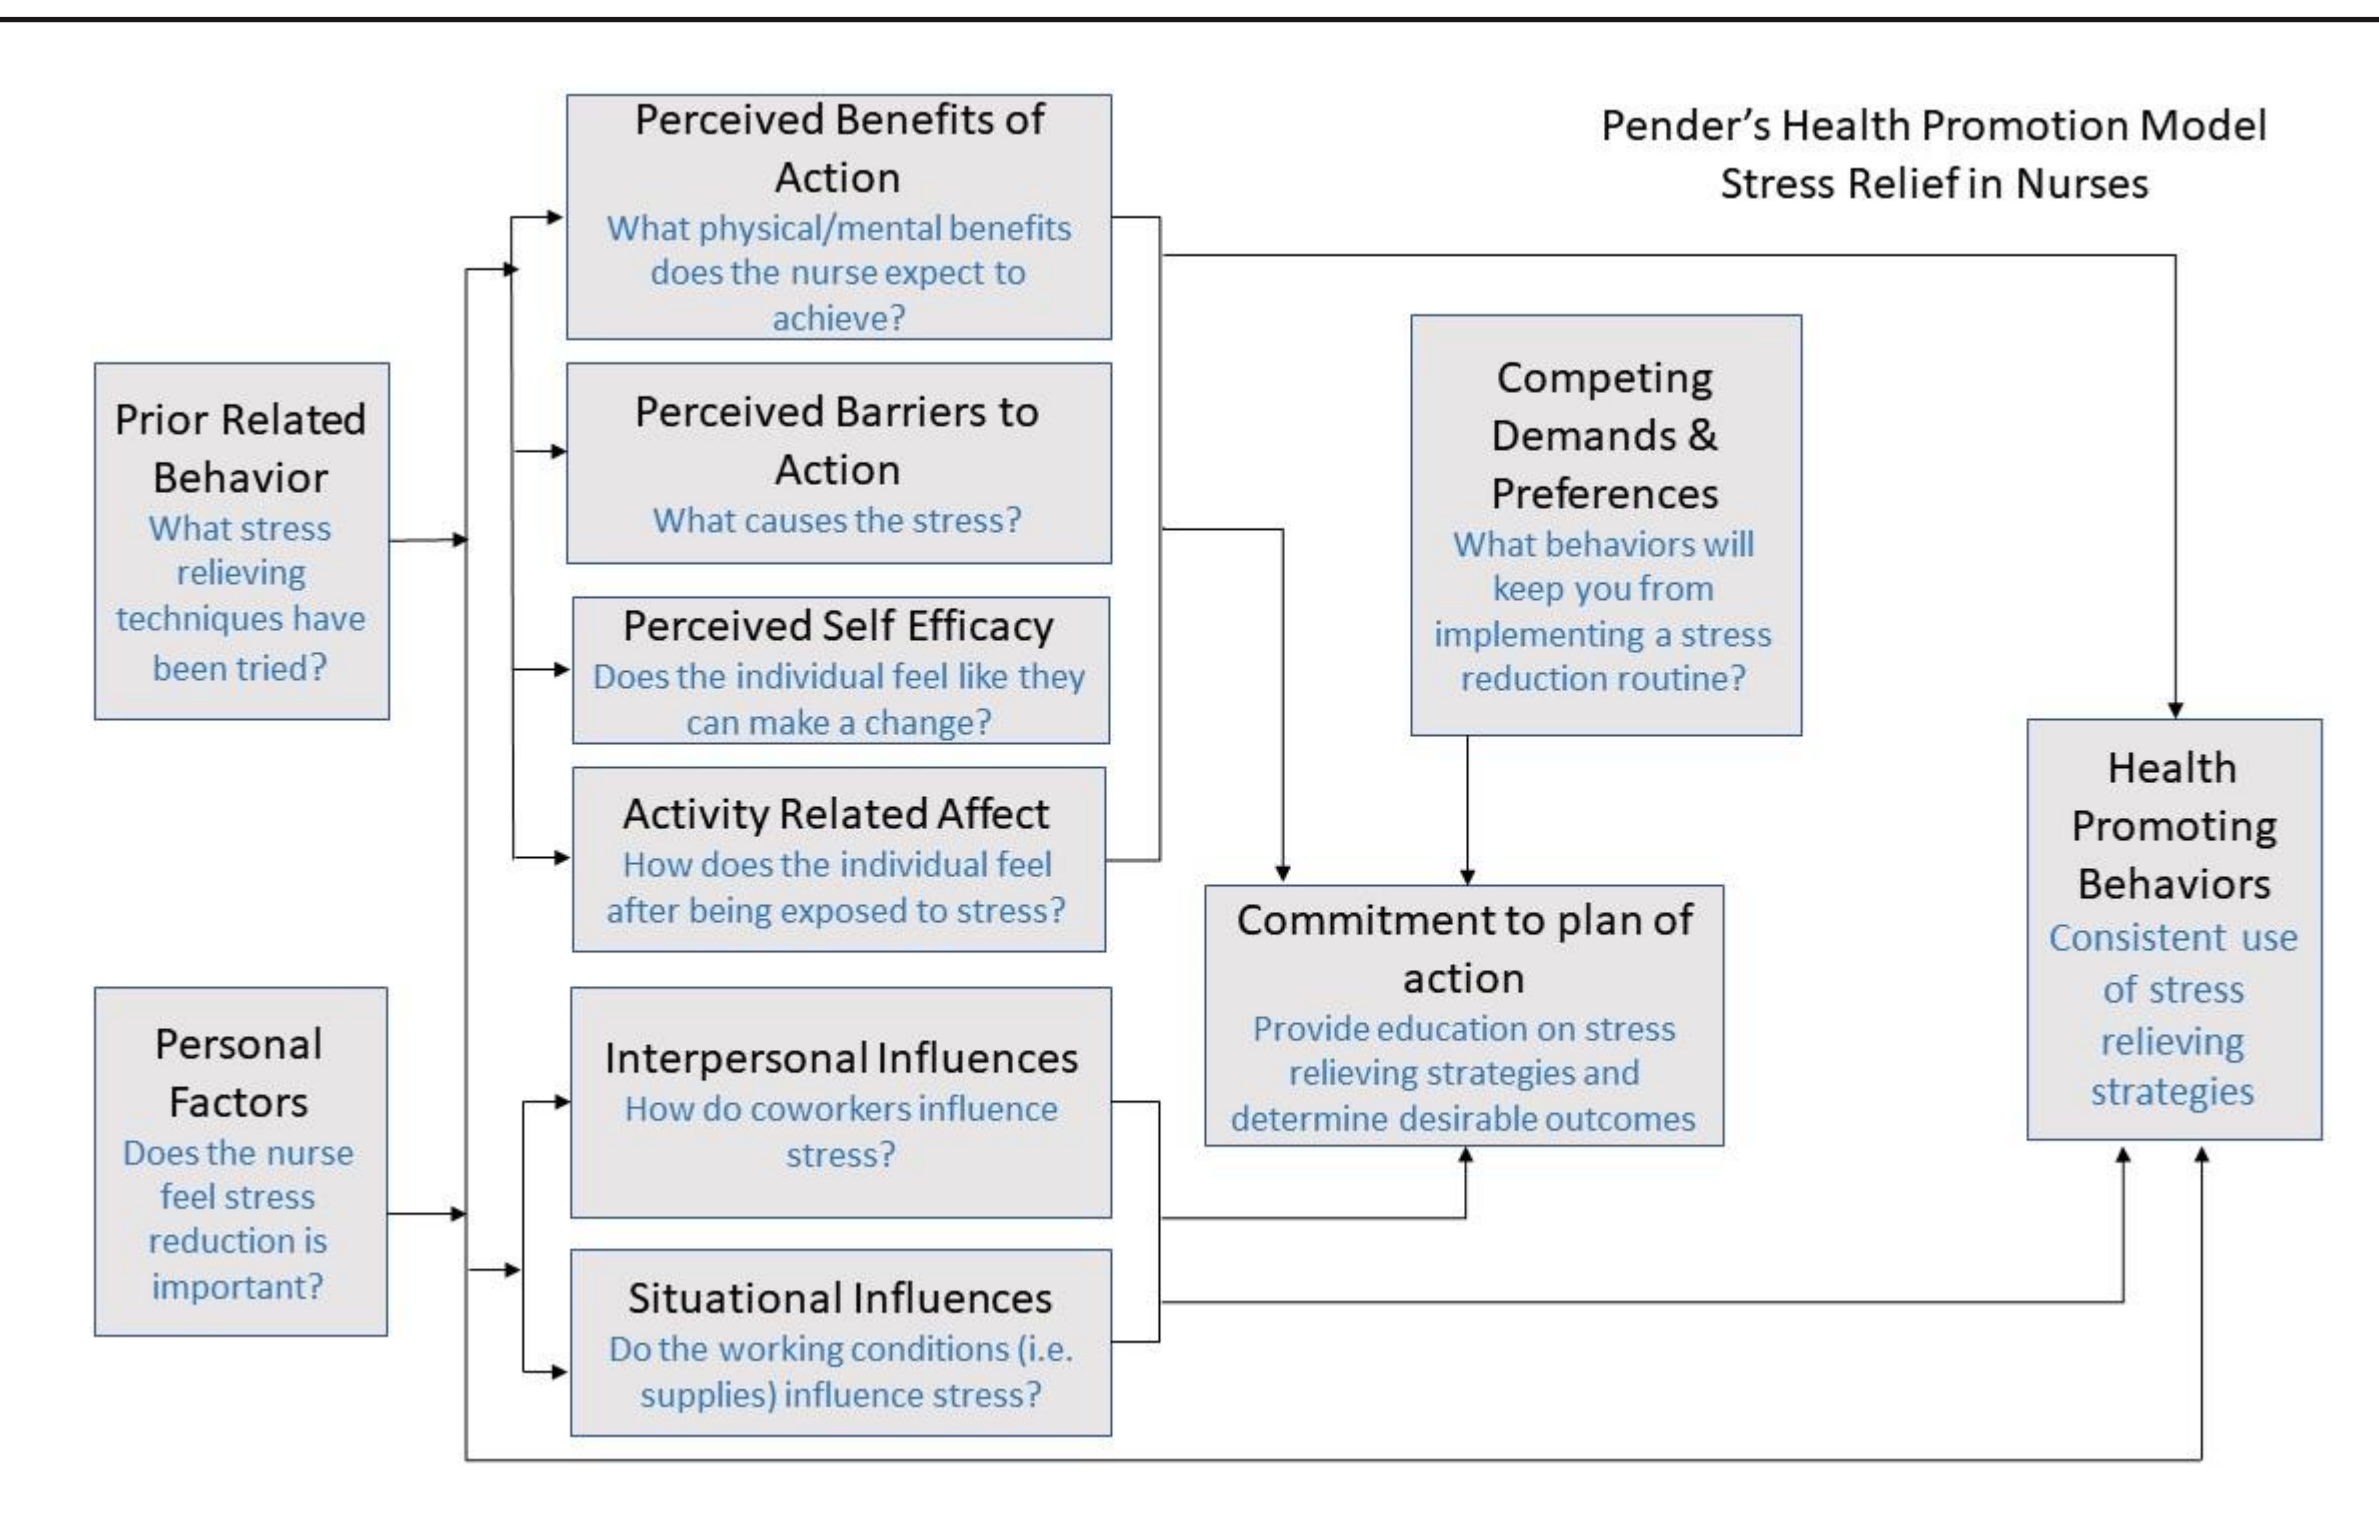 Pender's Health Promotion Model
Stress Relief in Nurses
Prior Related
Behavior
What stress
relieving
techniques have
been tried?
Personal
Factors
Does the nurse
feel stress
reduction is
important?
Perceived Benefits of
Action
What physical/mental benefits
does the nurse expect to
achieve?
Perceived Barriers to
Action
What causes the stress?
Perceived Self Efficacy
Does the individual feel like they
can make a change?
Activity Related Affect
How does the individual feel
after being exposed to stress?
Interpersonal Influences
How do coworkers influence
stress?
Situational Influences
Do the working conditions (i.e.
supplies) influence stress?
Competing
Demands &
Preferences
What behaviors will
keep you from
implementing a stress
reduction routine?
Commitment to plan of
action
Provide education on stress
relieving strategies and
determine desirable outcomes
Health
Promoting
Behaviors
Consistent use
of stress
relieving
strategies